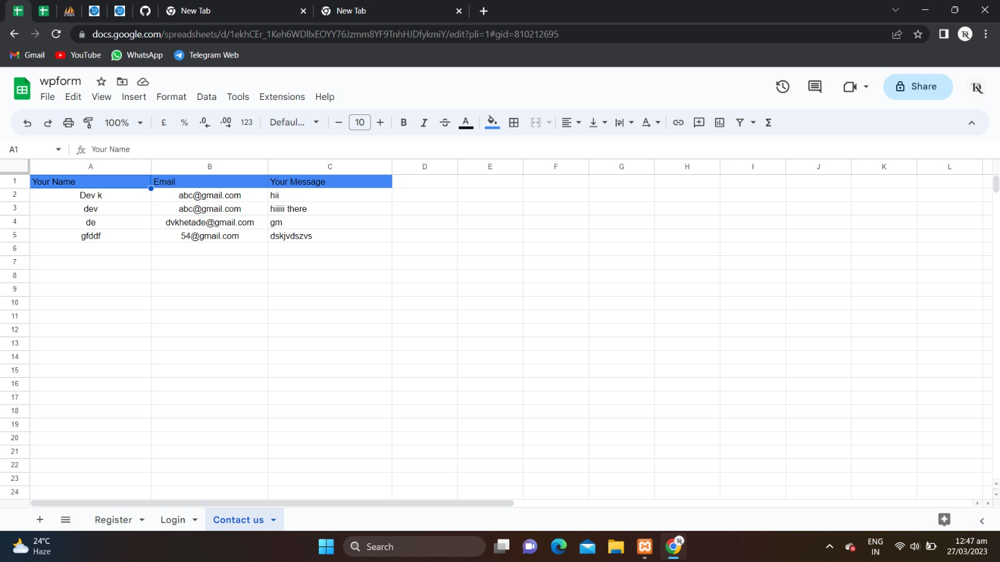 New Tab
New Tab
docs.google.com/spreadsheets/d/1ekhCEr_1Keh6WDlIxEOYY76Jzmm8YF9TnhHJDfykmiY/edit?pli=1#gid=810212695
Gmail YouTube WhatsApp Telegram Web
wpform
File Edit View Insert Format Data Tools Extensions Help
Share
100% £ % .0 .00 123 Defaul... 10 B I A Σ
A1 fx Your Name
A B C D E F G H I J K L
1 Your Name Email Your Message
2 Dev k abc@gmail.com hii
3 dev abc@gmail.com hiiiii there
4 de dvkhetade@gmail.com gm
5 gfddf 54@gmail.com dskjvdszvs
6
7
8
9
10
11
12
13
14
15
16
17
18
19
20
21
22
23
24
Register Login Contact us
24°C
Haze
Search
ENG
IN
12:47 am
27/03/2023